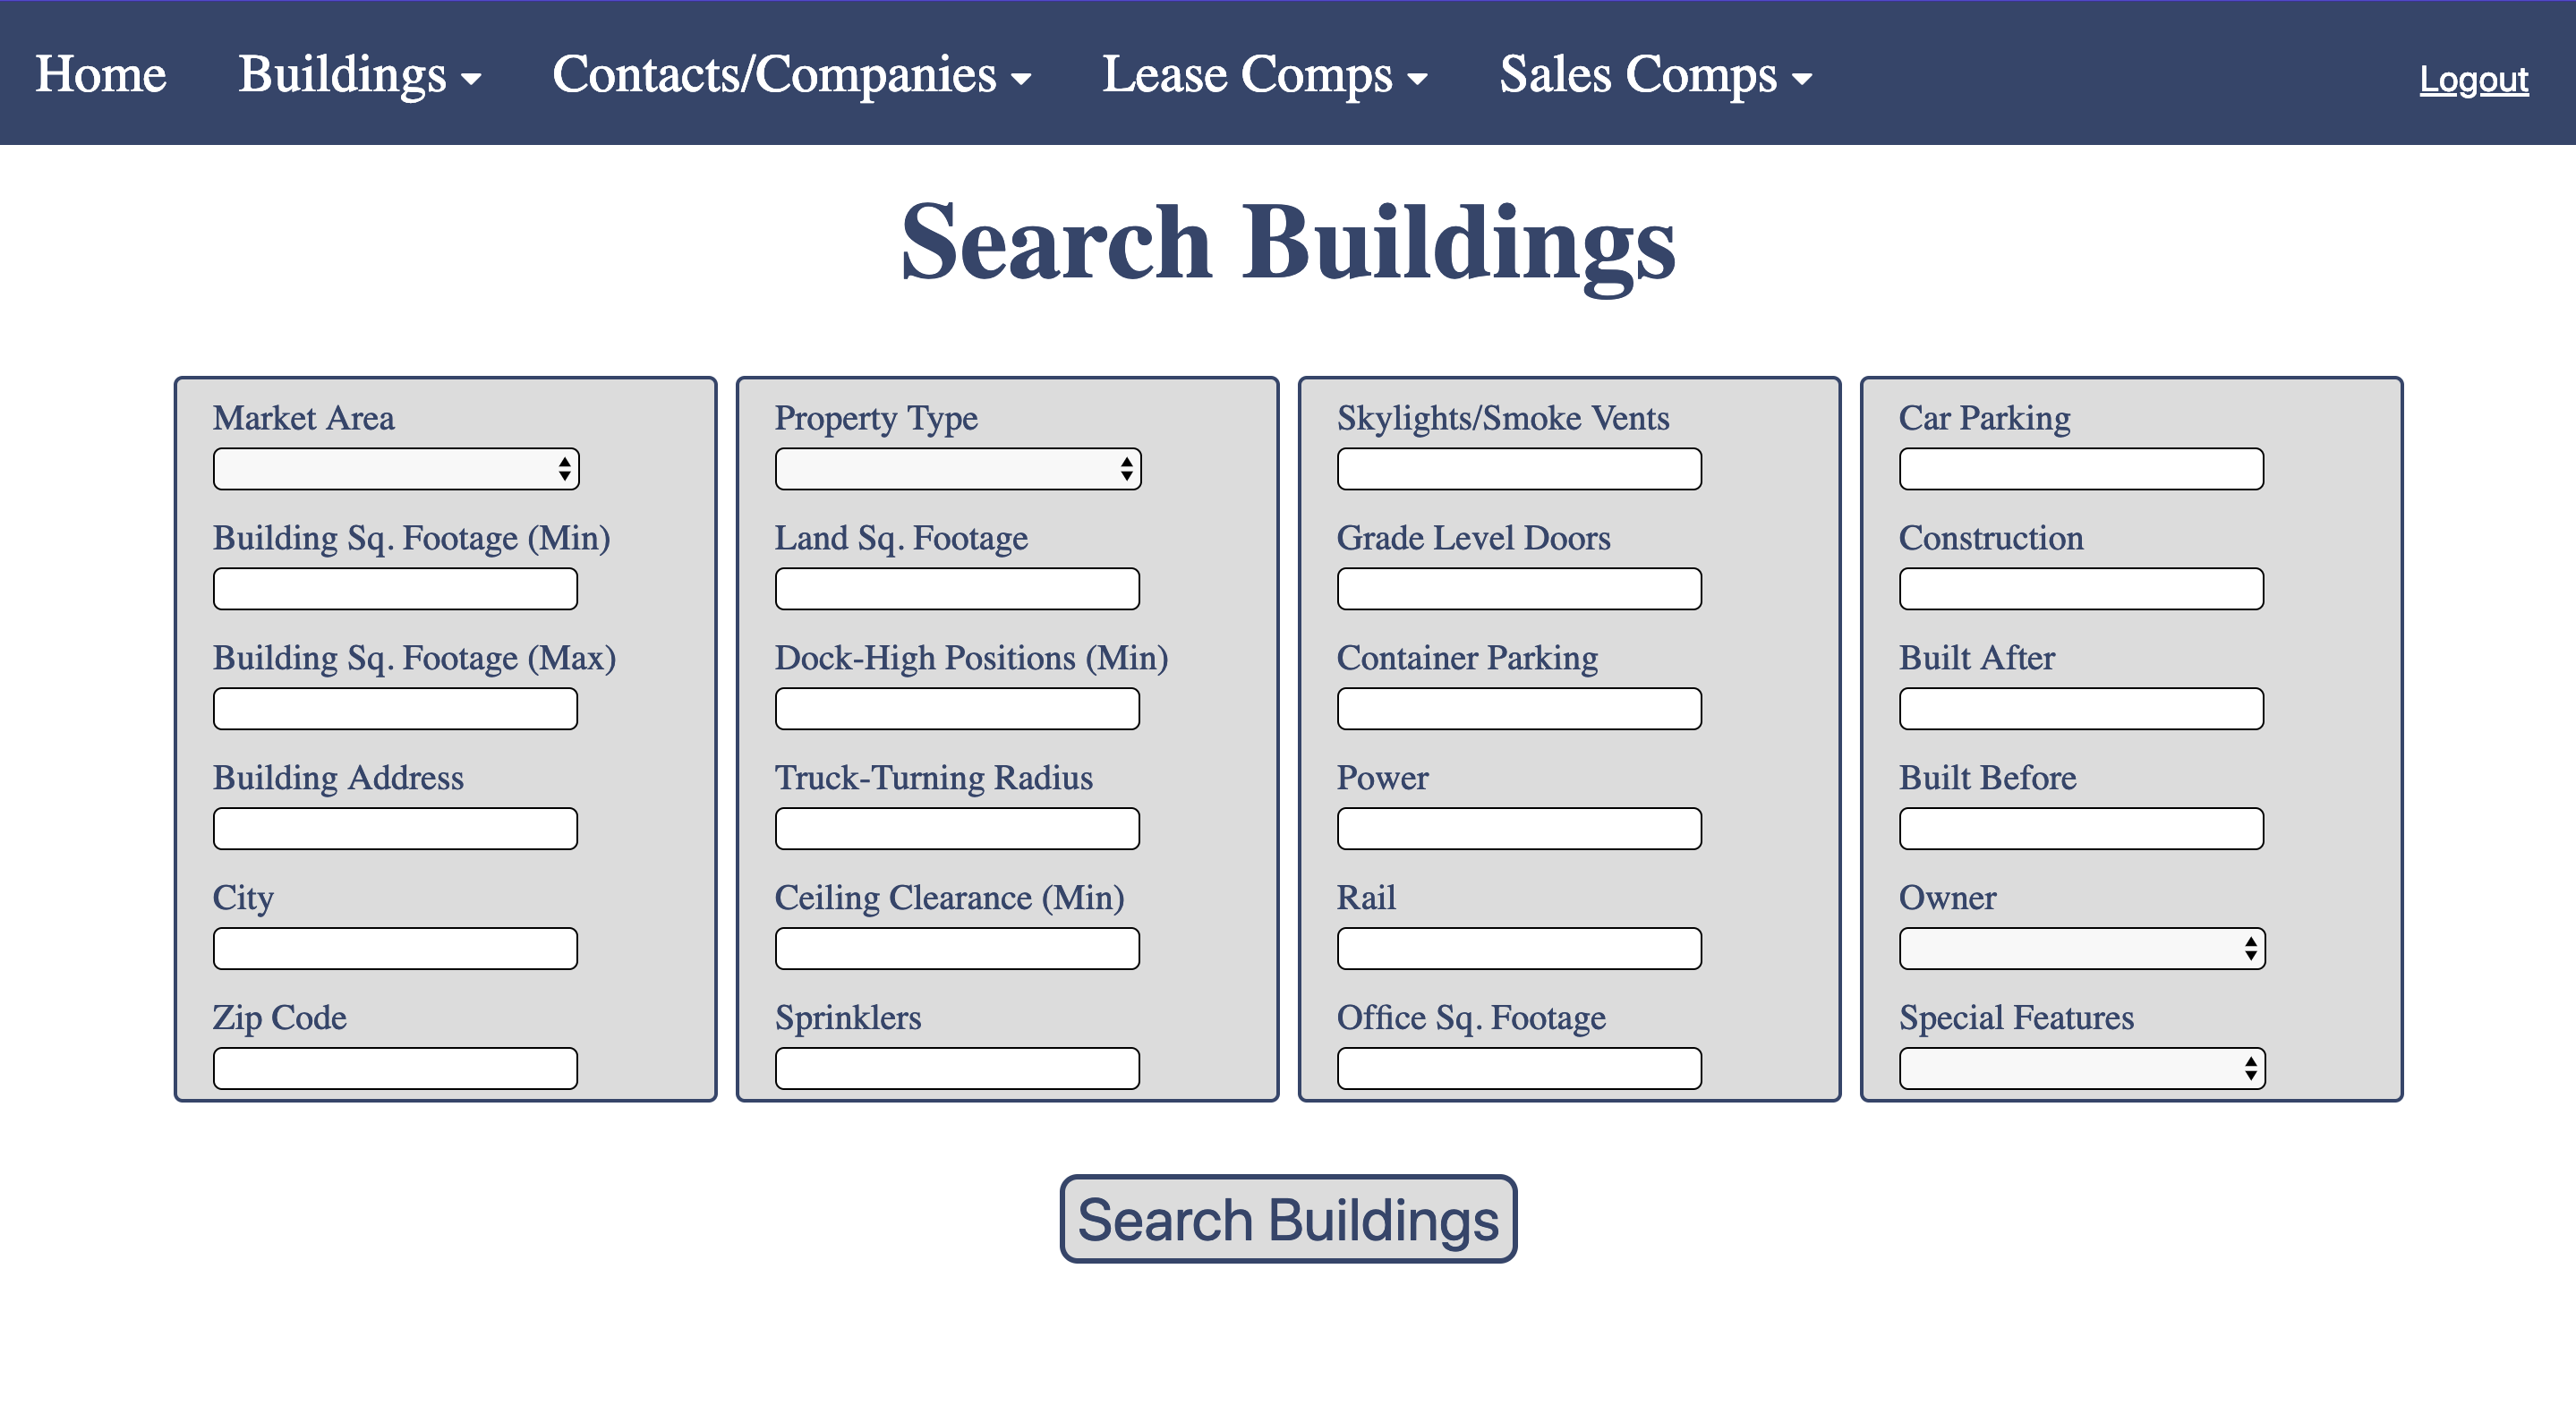 Home Buildings Contacts/Companies Lease Comps Sales Comps Logout
Search Buildings
Market Area
Building Sq. Footage (Min)
Building Sq. Footage (Max)
Building Address
City
Zip Code
Property Type
Land Sq. Footage
Dock-High Positions (Min)
Truck-Turning Radius
Ceiling Clearance (Min)
Sprinklers
Skylights/Smoke Vents
Grade Level Doors
Container Parking
Power
Rail
Office Sq. Footage
Car Parking
Construction
Built After
Built Before
Owner
Special Features
Search Buildings